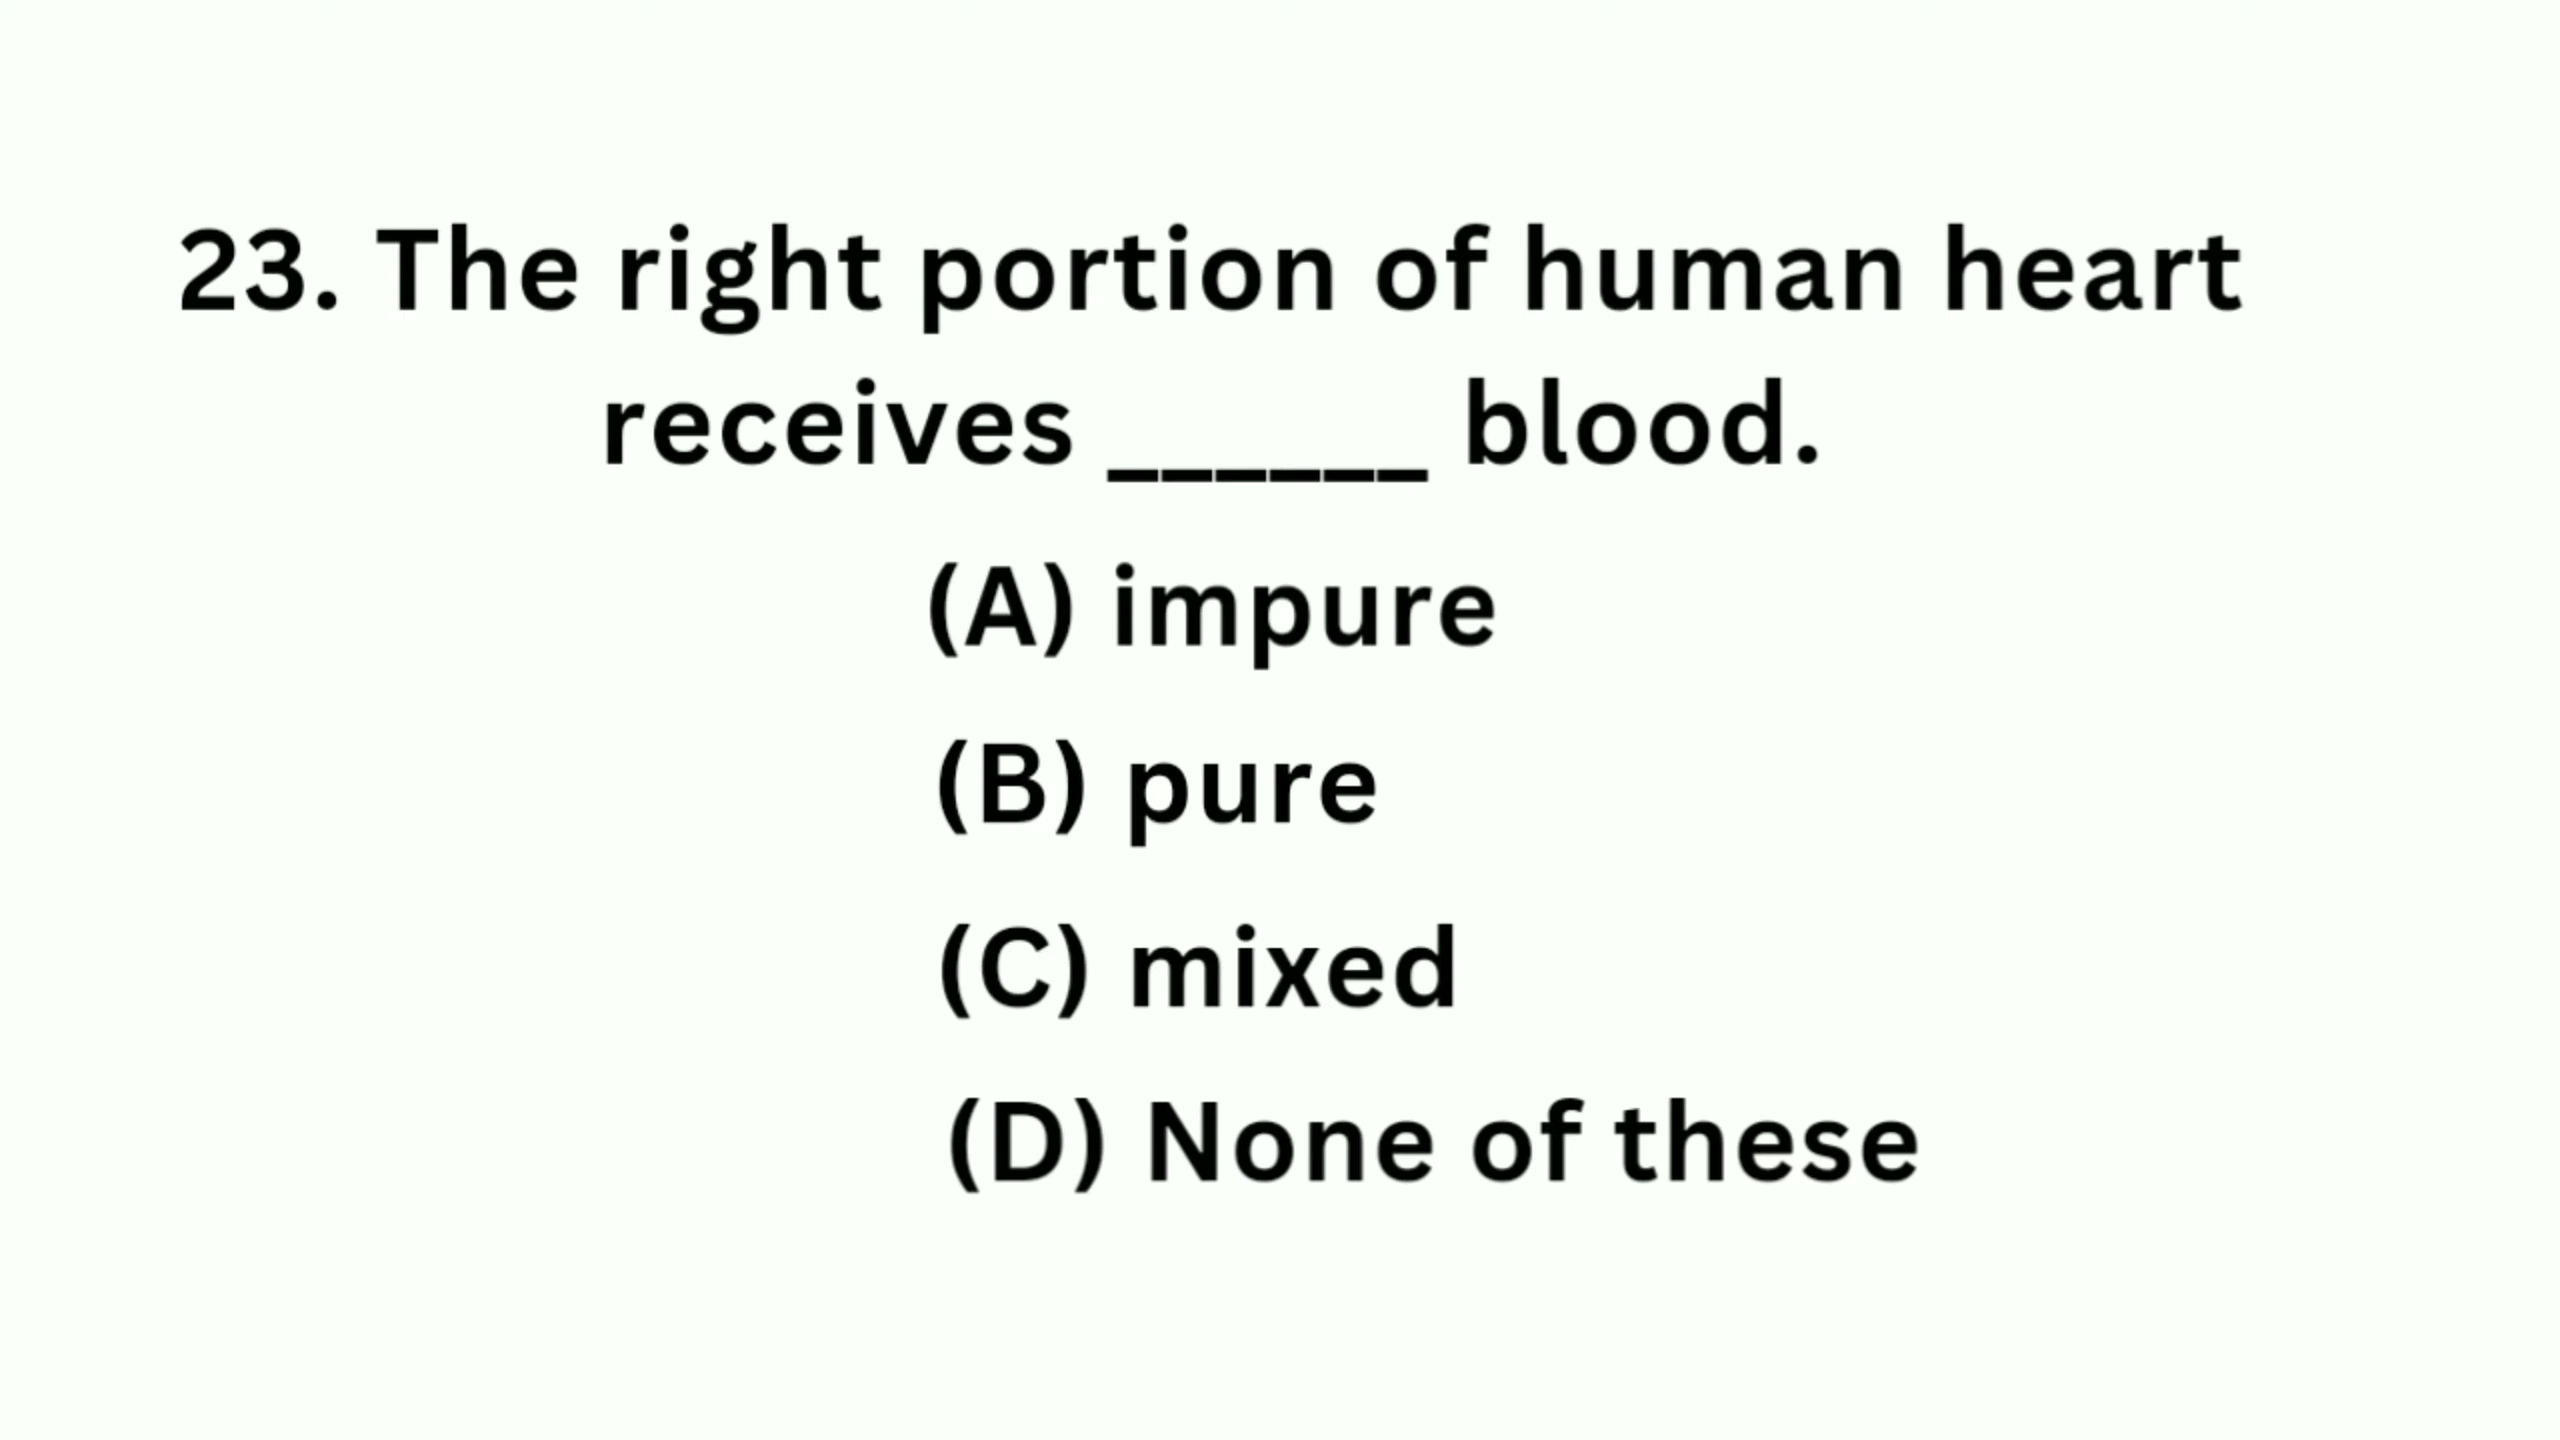 23. The right portion of human heart
receives ______ blood.
(A) impure
(B) pure
(C) mixed
(D) None of these